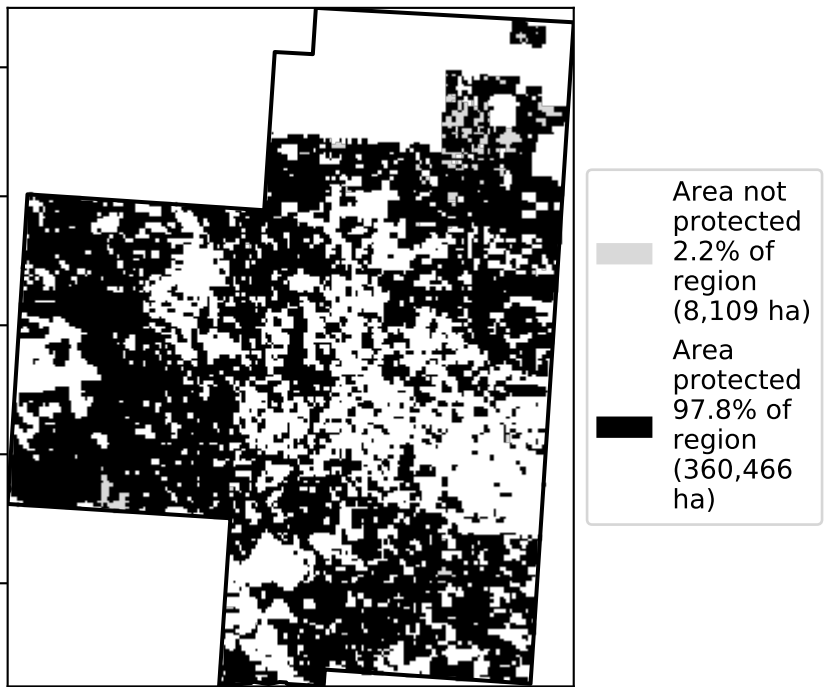 Area not
protected
2.2% of
region
(8,109 ha)
Area
protected
97.8% of
region
(360,466
ha)